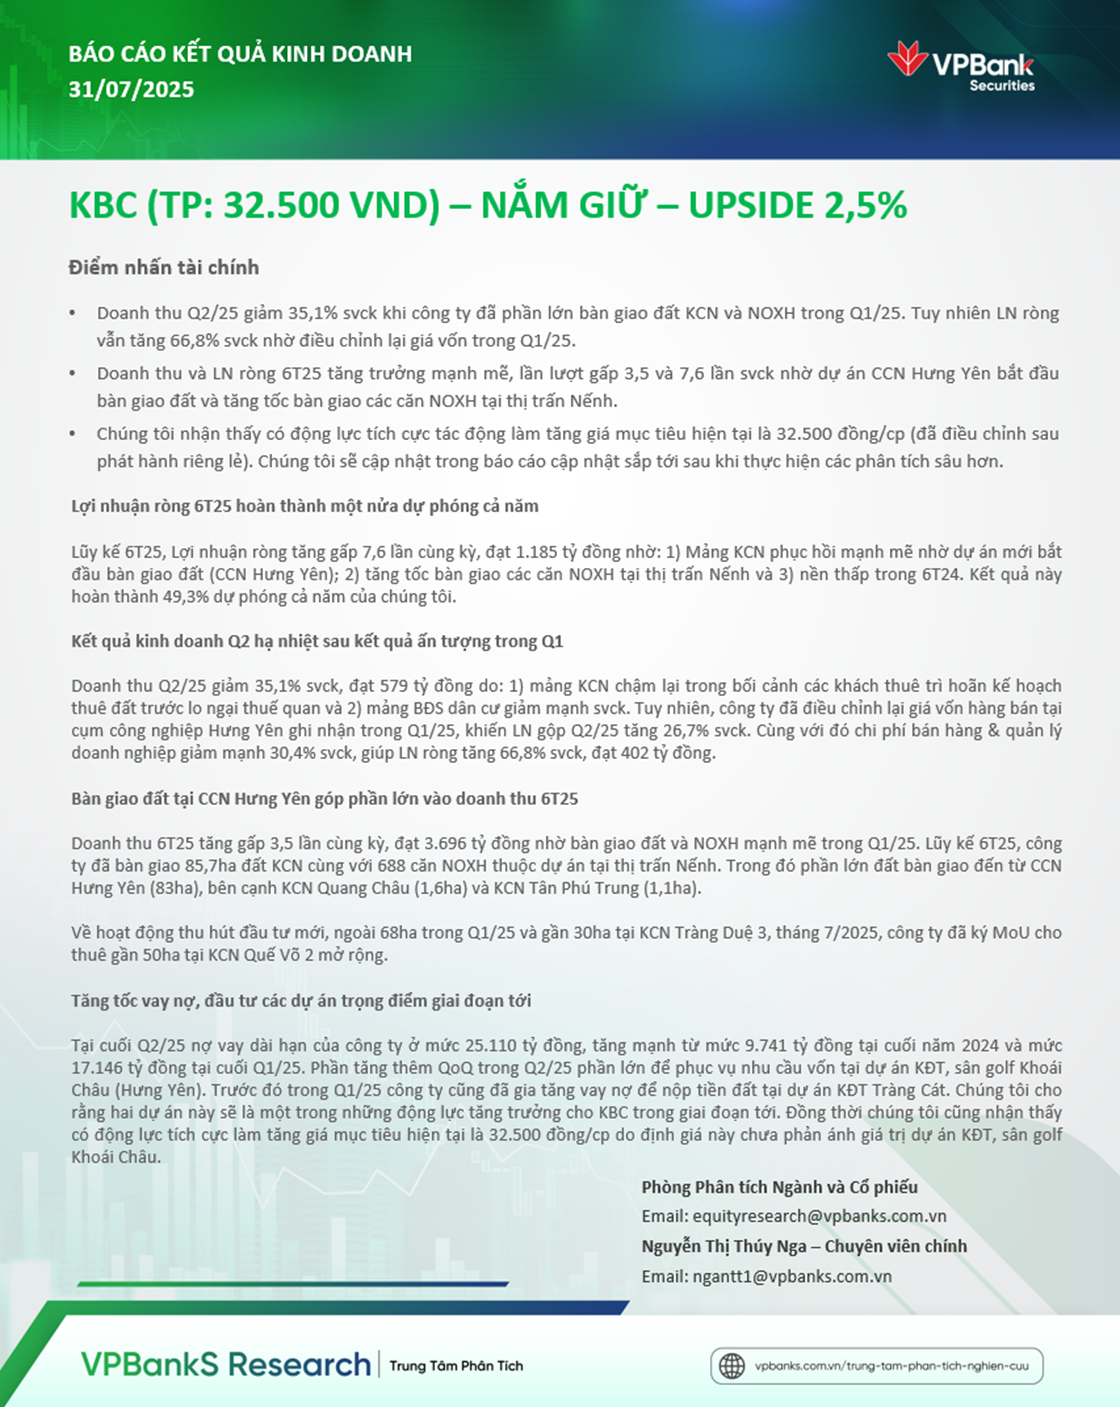 BÁO CÁO KẾT QUẢ KINH DOANH
31/07/2025
VPBank
Securities
KBC (TP: 32.500 VND) – NẮM GIỮ – UPSIDE 2,5%
Điểm nhấn tài chính
• Doanh thu Q2/25 giảm 35,1% svck khi công ty đã phần lớn bàn giao đất KCN và NOXH trong Q1/25. Tuy nhiên LN ròng
vẫn tăng 66,8% svck nhờ điều chỉnh lại giá vốn trong Q1/25.
• Doanh thu và LN ròng 6T25 tăng trưởng mạnh mẽ, lần lượt gấp 3,5 và 7,6 lần svck nhờ dự án CCN Hưng Yên bắt đầu
bàn giao đất và tăng tốc bàn giao các căn NOXH tại thị trấn Nếnh.
• Chúng tôi nhận thấy có động lực tích cực tác động làm tăng giá mục tiêu hiện tại là 32.500 đồng/cp (đã điều chỉnh sau
phát hành riêng lẻ). Chúng tôi sẽ cập nhật trong báo cáo cập nhật sắp tới sau khi thực hiện các phân tích sâu hơn.
Lợi nhuận ròng 6T25 hoàn thành một nửa dự phóng cả năm
Lũy kế 6T25, Lợi nhuận ròng tăng gấp 7,6 lần cùng kỳ, đạt 1.185 tỷ đồng nhờ: 1) Mảng KCN phục hồi mạnh mẽ nhờ dự án mới bắt
đầu bàn giao đất (CCN Hưng Yên); 2) tăng tốc bàn giao các căn NOXH tại thị trấn Nếnh và 3) nền thấp trong 6T24. Kết quả này
hoàn thành 49,3% dự phóng cả năm của chúng tôi.
Kết quả kinh doanh Q2 hạ nhiệt sau kết quả ấn tượng trong Q1
Doanh thu Q2/25 giảm 35,1% svck, đạt 579 tỷ đồng do: 1) mảng KCN chậm lại trong bối cảnh các khách thuê trì hoãn kế hoạch
thuê đất trước lo ngại thuế quan và 2) mảng BĐS dân cư giảm mạnh svck. Tuy nhiên, công ty đã điều chỉnh lại giá vốn hàng bán tại
cụm công nghiệp Hưng Yên ghi nhận trong Q1/25, khiến LN gộp Q2/25 tăng 26,7% svck. Cùng với đó chi phí bán hàng & quản lý
doanh nghiệp giảm mạnh 30,4% svck, giúp LN ròng tăng 66,8% svck, đạt 402 tỷ đồng.
Bàn giao đất tại CCN Hưng Yên góp phần lớn vào doanh thu 6T25
Doanh thu 6T25 tăng gấp 3,5 lần cùng kỳ, đạt 3.696 tỷ đồng nhờ bàn giao đất và NOXH mạnh mẽ trong Q1/25. Lũy kế 6T25, công
ty đã bàn giao 85,7ha đất KCN cùng với 688 căn NOXH thuộc dự án tại thị trấn Nếnh. Trong đó phần lớn đất bàn giao đến từ CCN
Hưng Yên (83ha), bên cạnh KCN Quang Châu (1,6ha) và KCN Tân Phú Trung (1,1ha).
Về hoạt động thu hút đầu tư mới, ngoài 68ha trong Q1/25 và gần 30ha tại KCN Tràng Duệ 3, tháng 7/2025, công ty đã ký MoU cho
thuê gần 50ha tại KCN Quế Võ 2 mở rộng.
Tăng tốc vay nợ, đầu tư các dự án trọng điểm giai đoạn tới
Tại cuối Q2/25 nợ vay dài hạn của công ty ở mức 25.110 tỷ đồng, tăng mạnh từ mức 9.741 tỷ đồng tại cuối năm 2024 và mức
17.146 tỷ đồng tại cuối Q1/25. Phần tăng thêm QoQ trong Q2/25 phần lớn để phục vụ nhu cầu vốn tại dự án KĐT, sân golf Khoái
Châu (Hưng Yên). Trước đó trong Q1/25 công ty cũng đã gia tăng vay nợ để nộp tiền đất tại dự án KĐT Tràng Cát. Chúng tôi cho
rằng hai dự án này sẽ là một trong những động lực tăng trưởng cho KBC trong giai đoạn tới. Đồng thời chúng tôi cũng nhận thấy
có động lực tích cực làm tăng giá mục tiêu hiện tại là 32.500 đồng/cp do định giá này chưa phản ánh giá trị dự án KĐT, sân golf
Khoái Châu.
Phòng Phân tích Ngành và Cổ phiếu
Email: equityresearch@vpbanks.com.vn
Nguyễn Thị Thúy Nga – Chuyên viên chính
Email: ngantt1@vpbanks.com.vn
VPBankS Research | Trung Tâm Phân Tích
vpbanks.com.vn/trung-tam-phan-tich-nghien-cuu